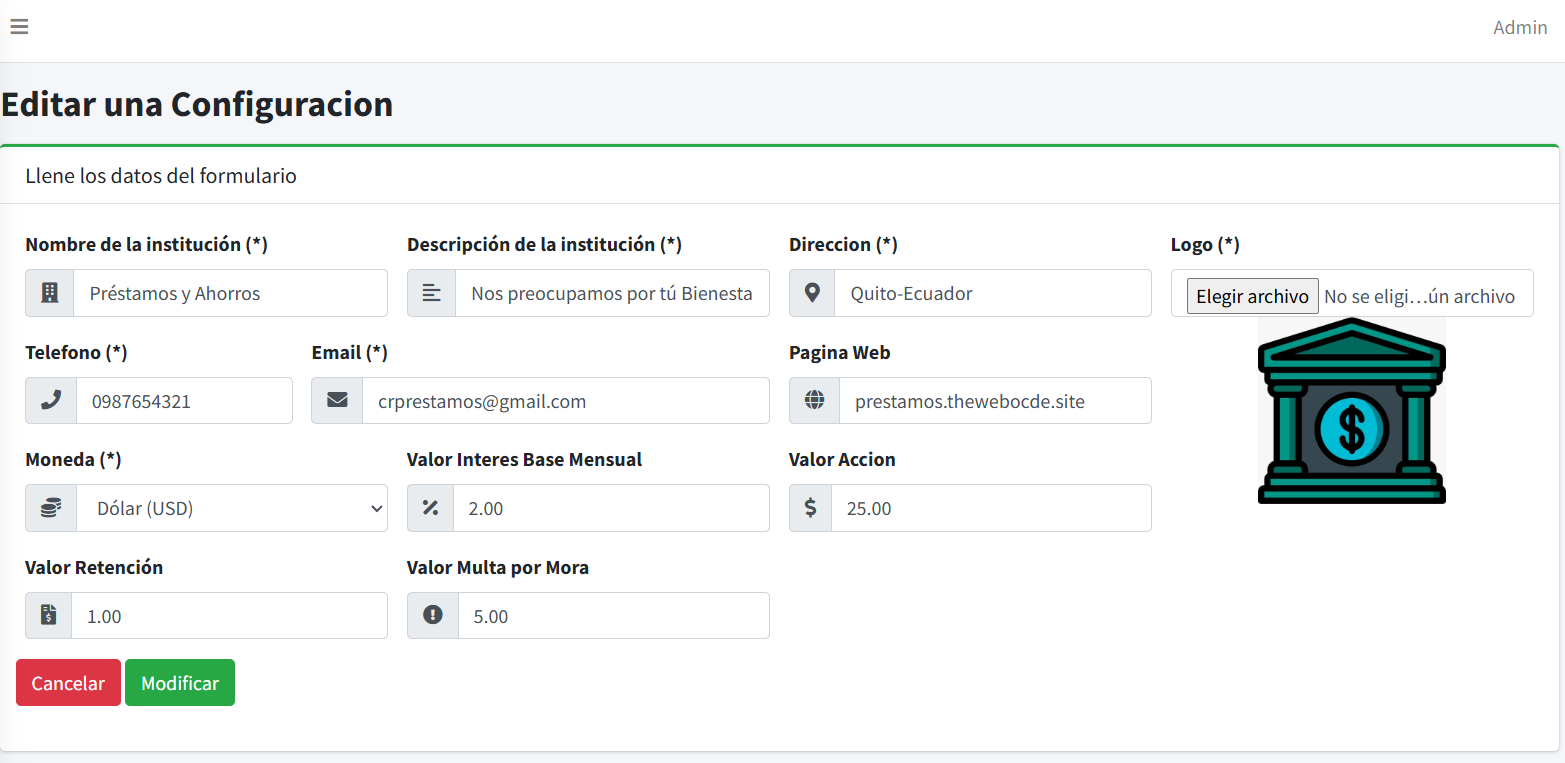 Admin
Editar una Configuracion
Llene los datos del formulario
Nombre de la institución (*)
Descripción de la institución (*)
Direccion (*)
Logo (*)
Préstamos y Ahorros
Nos preocupamos por tú Bienesta
Quito-Ecuador
Elegir archivo No se eligi…ún archivo
Telefono (*)
Email (*)
Pagina Web
0987654321
crprestamos@gmail.com
prestamos.thewebocde.site
$
Moneda (*)
Valor Interes Base Mensual
Valor Accion
Dólar (USD)
% 2.00
$ 25.00
Valor Retención
Valor Multa por Mora
$ 1.00
! 5.00
Cancelar
Modificar